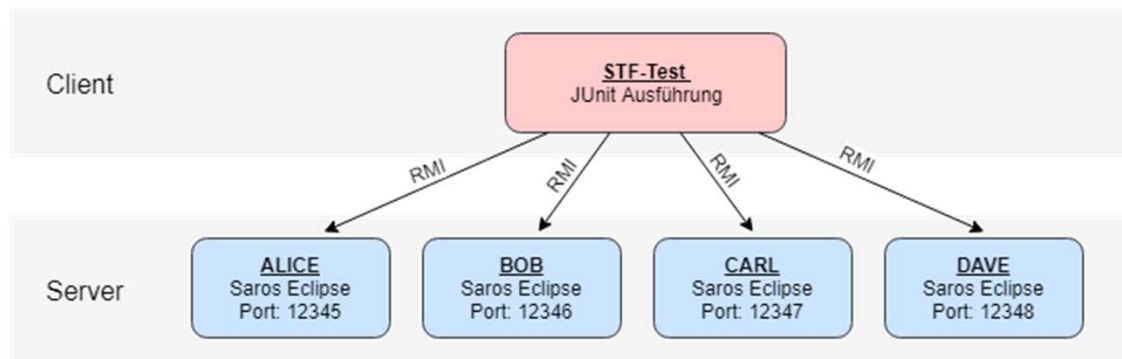 Client
STF-Test
JUnit Ausführung
RMI
RMI
RMI
RMI
Server
ALICE
Saros Eclipse
Port: 12345
BOB
Saros Eclipse
Port: 12346
CARL
Saros Eclipse
Port: 12347
DAVE
Saros Eclipse
Port: 12348